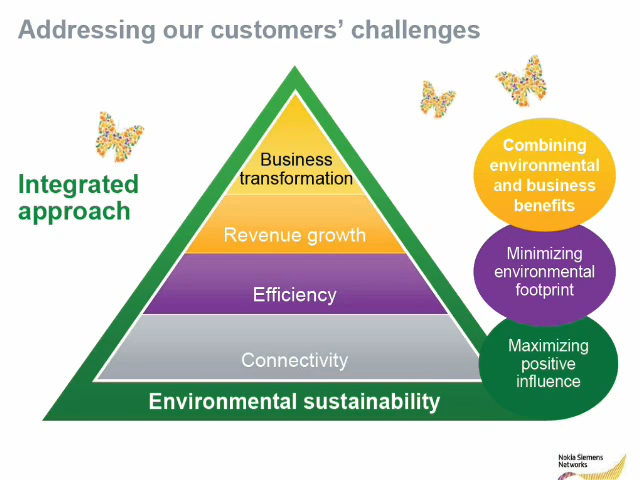 Addressing our customers’ challenges
Integrated
approach
Business
transformation
Revenue growth
Efficiency
Connectivity
Environmental sustainability
Combining
environmental
and business
benefits
Minimizing
environmental
footprint
Maximizing
positive
influence
Nokia Siemens
Networks